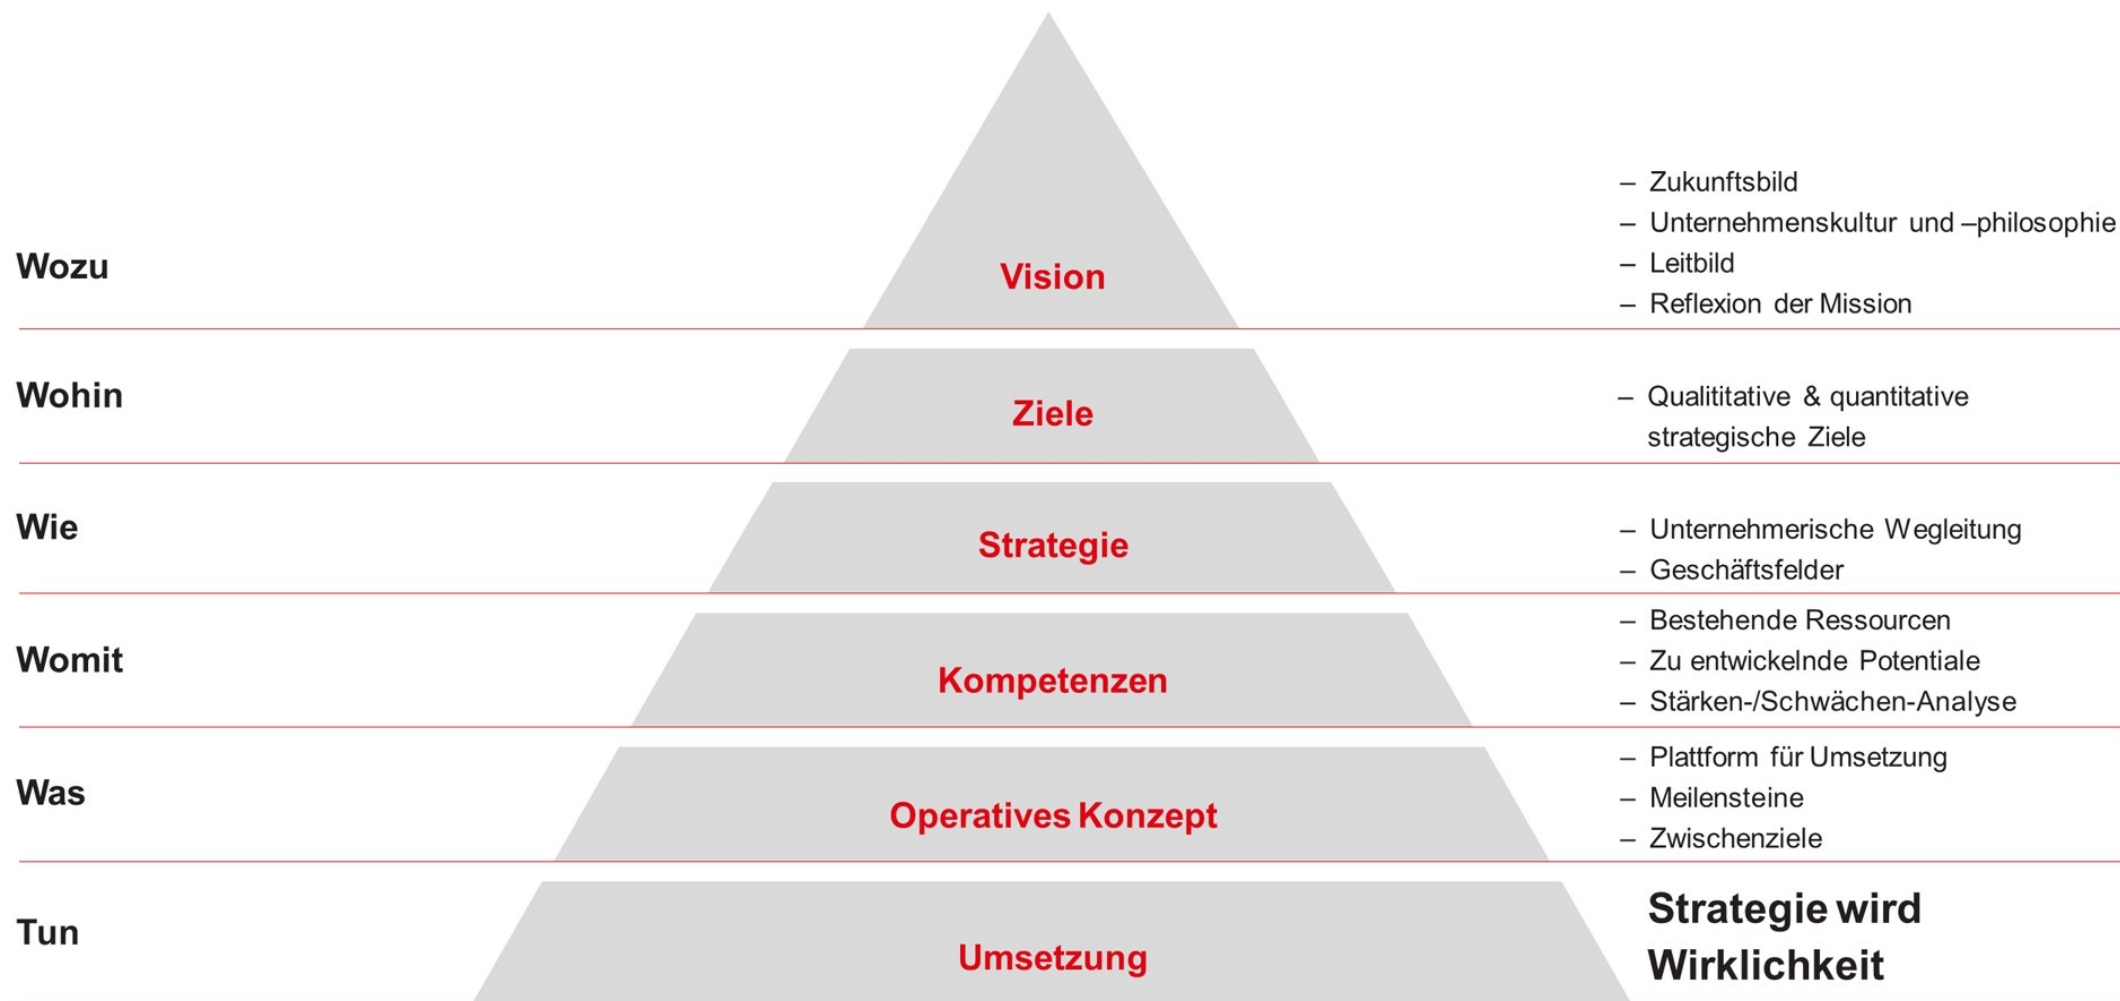 Wozu
Vision
– Zukunftsbild
– Unternehmenskultur und –philosophie
– Leitbild
– Reflexion der Mission
Wohin
Ziele
– Qualititative & quantitative
strategische Ziele
Wie
Strategie
– Unternehmerische Wegleitung
– Geschäftsfelder
Womit
Kompetenzen
– Bestehende Ressourcen
– Zu entwickelnde Potentiale
– Stärken-/Schwächen-Analyse
Was
Operatives Konzept
– Plattform für Umsetzung
– Meilensteine
– Zwischenziele
Tun
Umsetzung
Strategie wird
Wirklichkeit